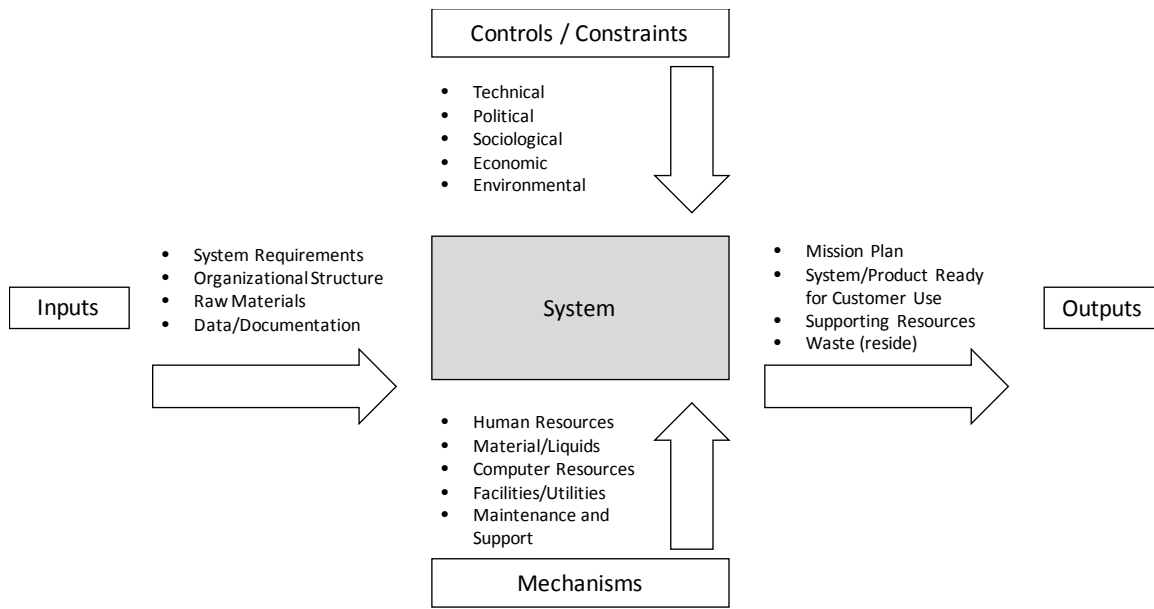 Controls / Constraints
• Technical
• Political
• Sociological
• Economic
• Environmental
Inputs
• System Requirements
• Organizational Structure
• Raw Materials
• Data/Documentation
System
• Mission Plan
• System/Product Ready
for Customer Use
• Supporting Resources
• Waste (reside)
Outputs
• Human Resources
• Material/Liquids
• Computer Resources
• Facilities/Utilities
• Maintenance and
Support
Mechanisms